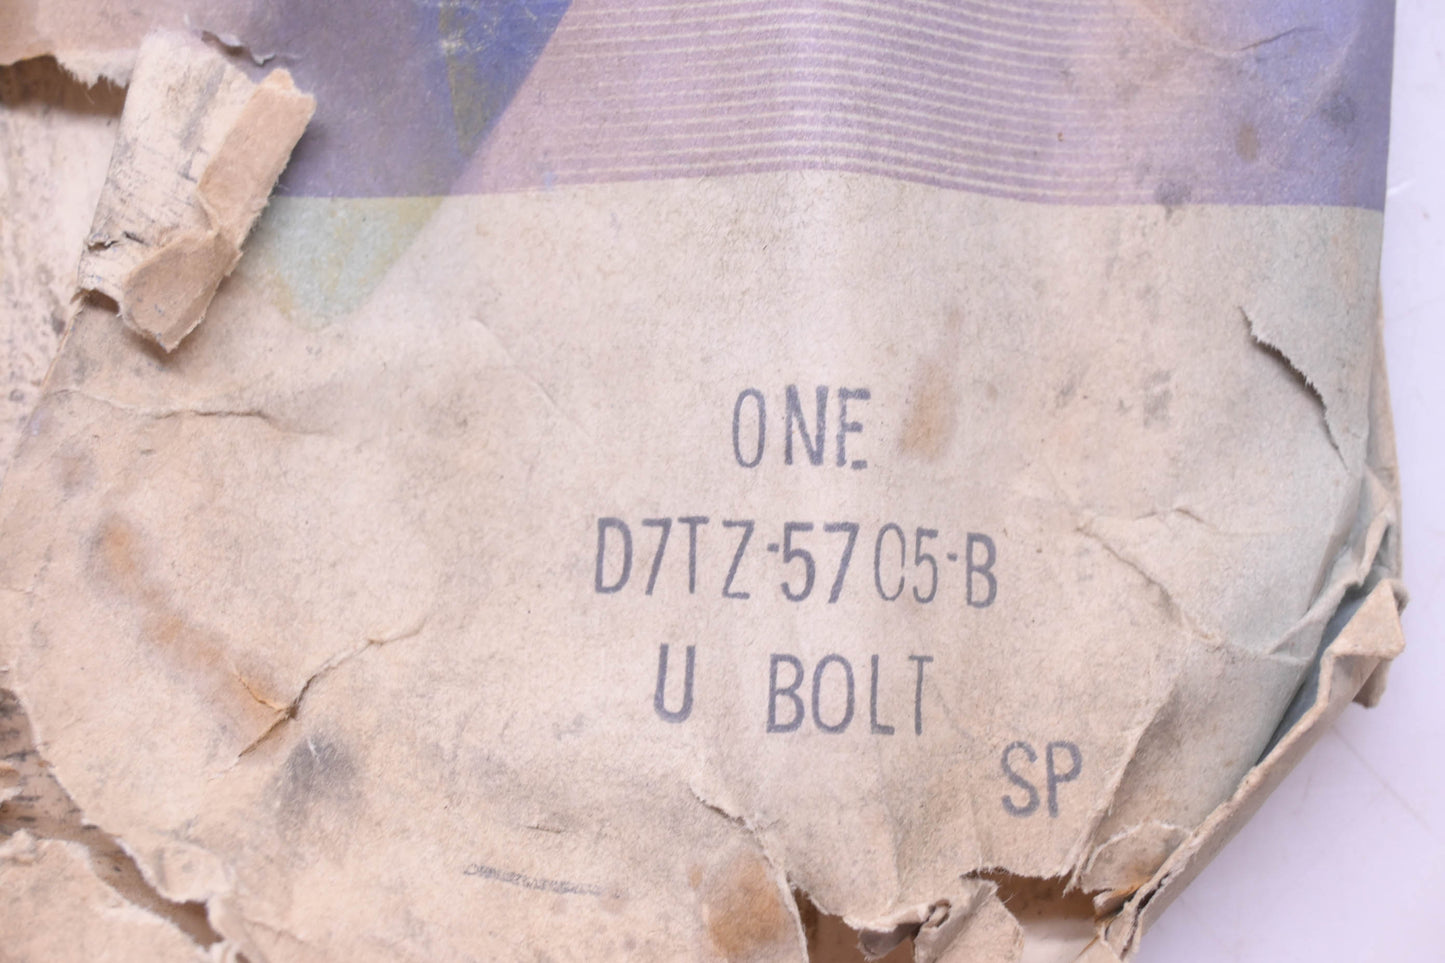 ONE
D7TZ-5705-B
U BOLT
SP